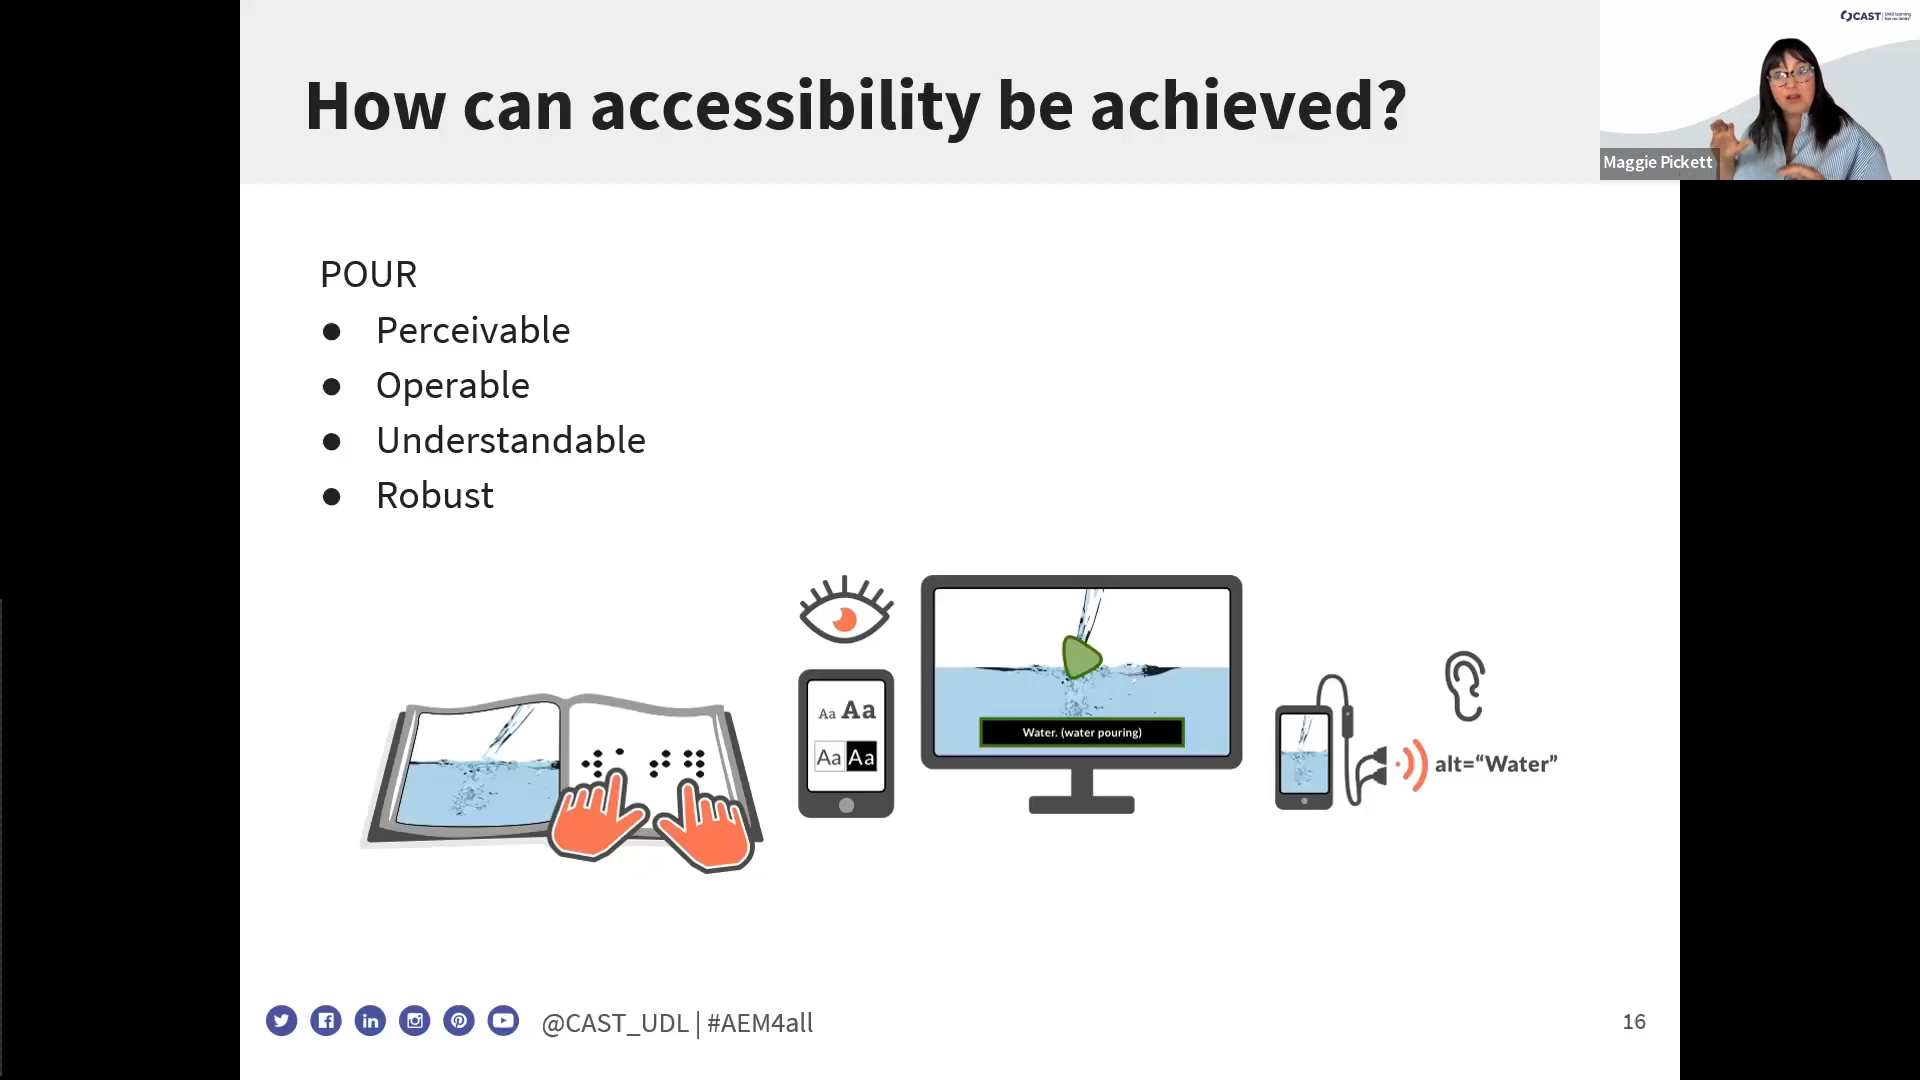 How can accessibility be achieved?
CAST
Maggie Pickett
POUR
● Perceivable
● Operable
● Understandable
● Robust
Aa Aa
Aa Aa
Water. (water pouring)
alt=“Water”
@CAST_UDL | #AEM4all
16